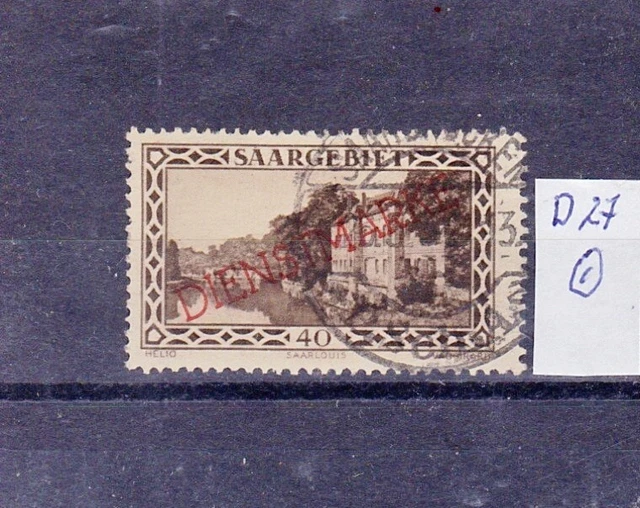 SAARGEBIET
DIENSTMARKE
40
HELIO
SAARLOUIS
D 27